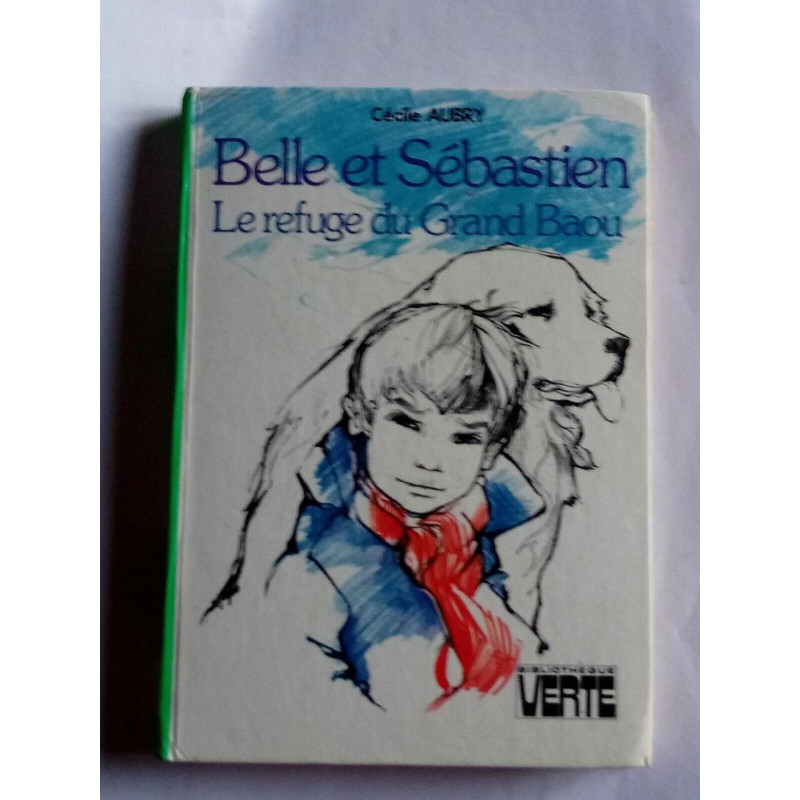 Cécile AUBRY
Belle et Sébastien
Le refuge du Grand Baou
BIBLIOTHÈQUE
VERTE